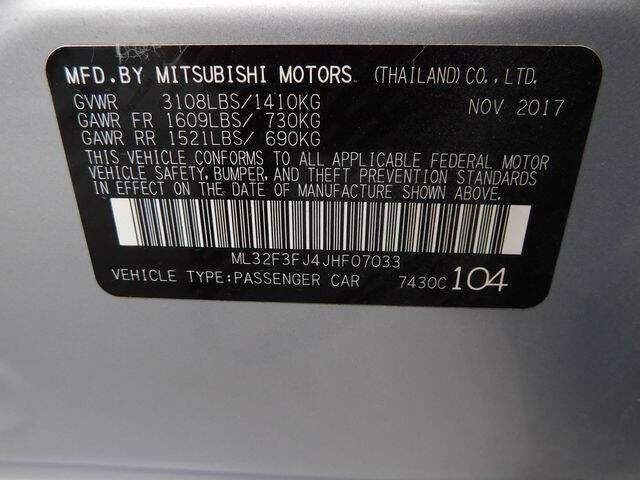 MFD.BY MITSUBISHI MOTORS (THAILAND) CO., LTD.
GVWR 3108LBS/1410KG NOV 2017
GAWR FR 1609LBS/ 730KG
GAWR RR 1521LBS/ 690KG
THIS VEHICLE CONFORMS TO ALL APPLICABLE FEDERAL MOTOR
VEHICLE SAFETY, BUMPER, AND THEFT PREVENTION STANDARDS
IN EFFECT ON THE DATE OF MANUFACTURE SHOWN ABOVE.
ML32F3FJ4JHF07033
VEHICLE TYPE:PASSENGER CAR 7430C 104